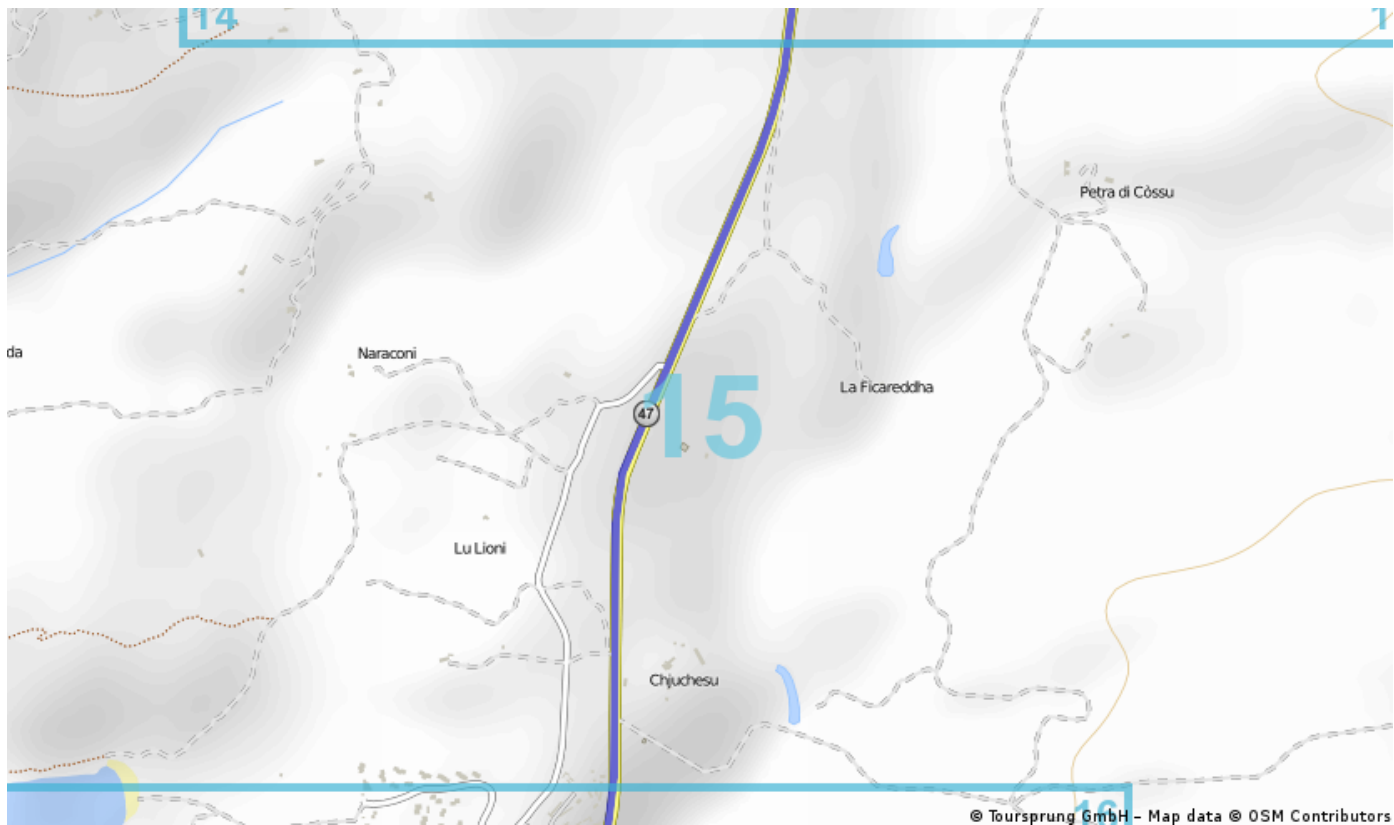 14
1
Petra di Còssu
da
Naraconi
La Ficareddha
15
47
Lu Lioni
Chjuchesu
16
© Toursprung GmbH – Map data © OSM Contributors